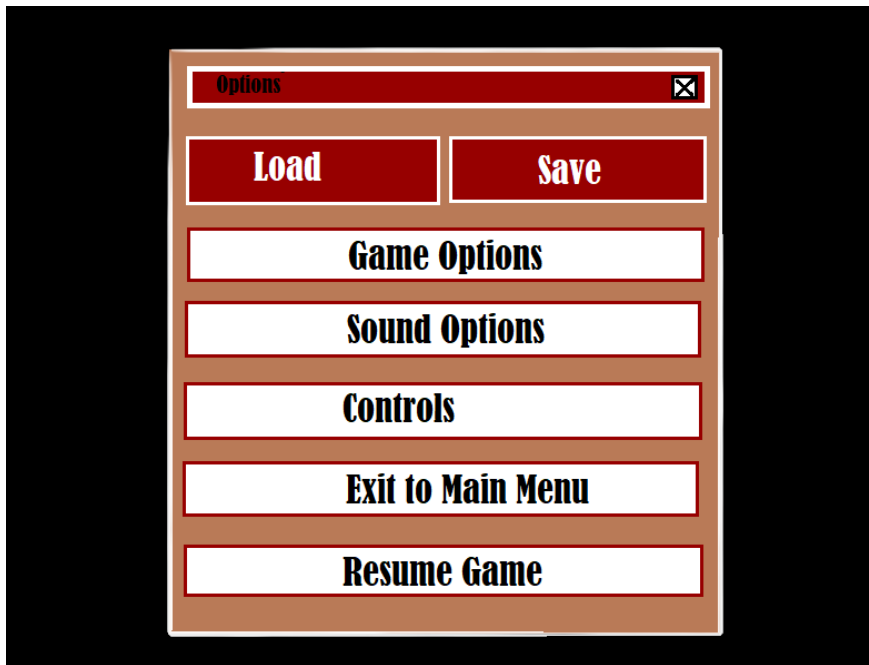 Options
Load
Save
Game Options
Sound Options
Controls
Exit to Main Menu
Resume Game